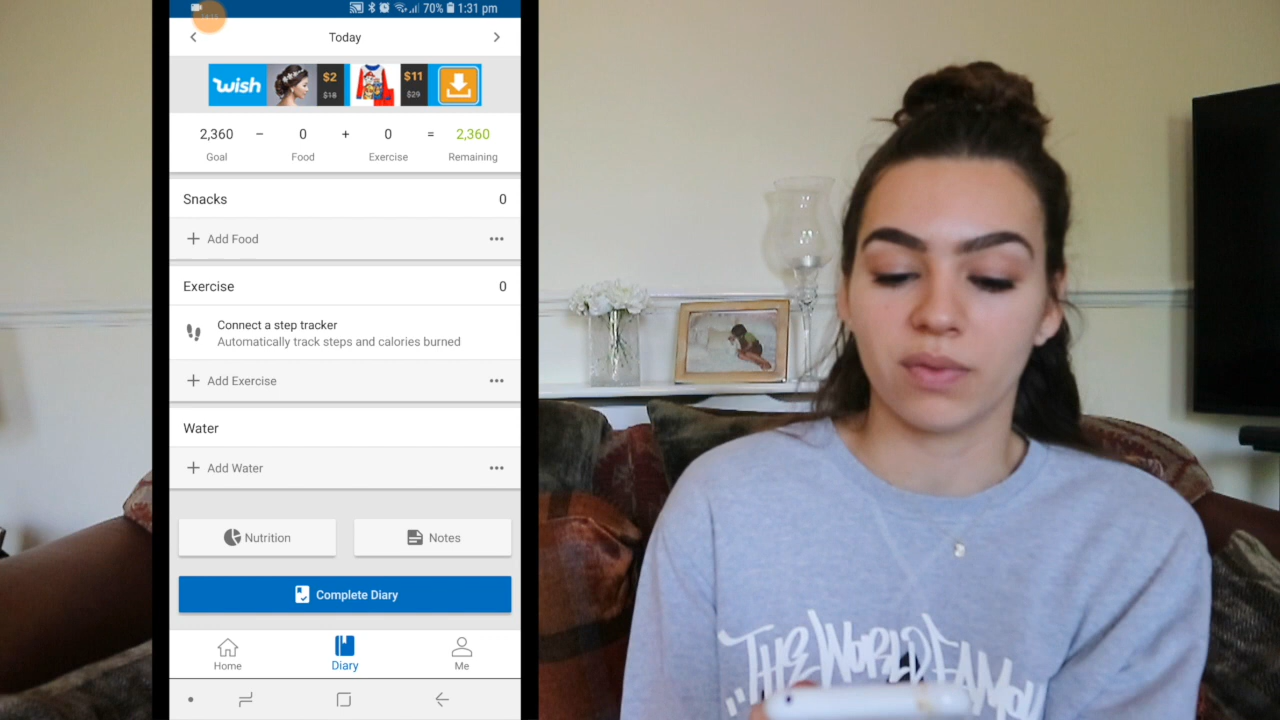 70% 1:31 pm
Today
wish $2 $18 $11 $29
2,360 – 0 + 0 = 2,360
Goal Food Exercise Remaining
Snacks 0
+ Add Food
Exercise 0
Connect a step tracker
Automatically track steps and calories burned
+ Add Exercise
Water
+ Add Water
Nutrition Notes
Complete Diary
Home Diary Me
"THE WORLD FAMOU